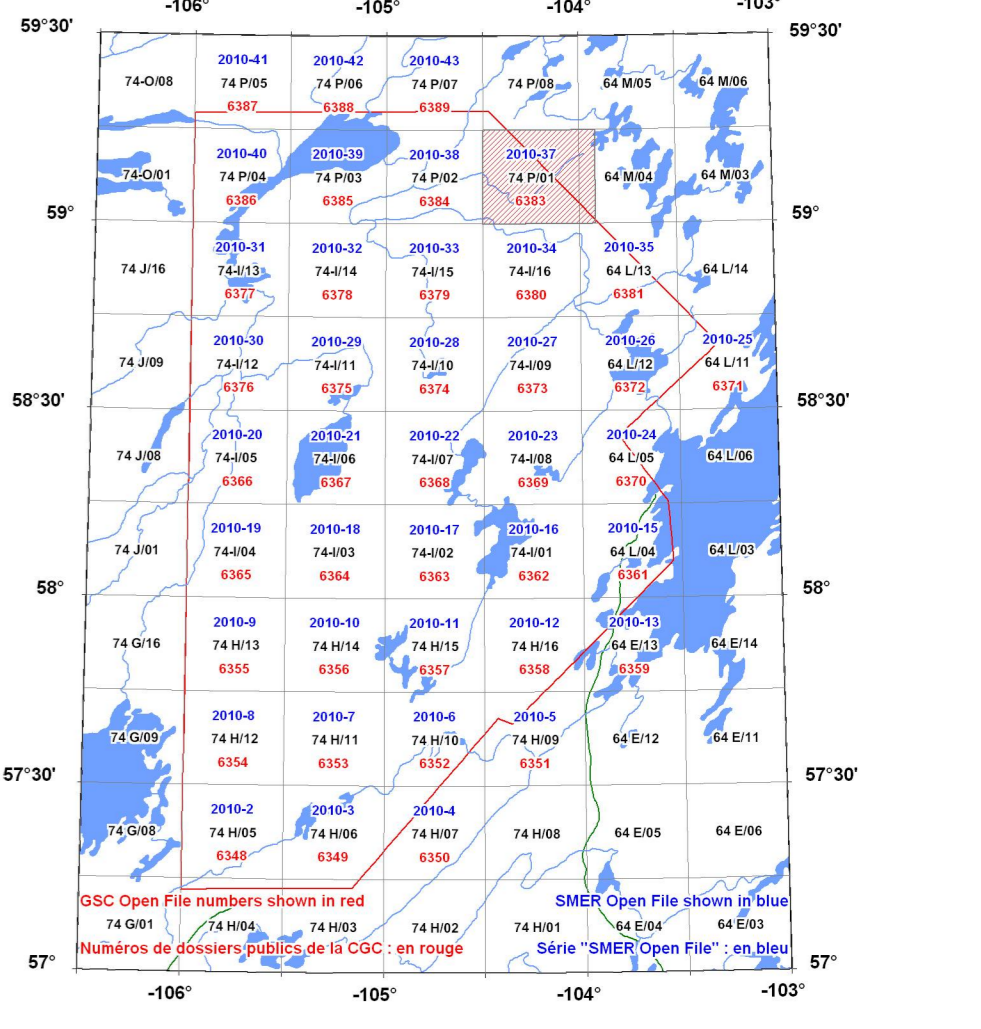 -106° -105° -104° -103°
59°30' 59°30'
2010-41 2010-42 2010-43
74-O/08 74 P/05 74 P/06 74 P/07 74 P/08 64 M/05 64 M/06
6387 6388 6389
2010-40 2010-39 2010-38 2010-37
74-O/01 74 P/04 74 P/03 74 P/02 74 P/01 64 M/04 64 M/03
6386 6385 6384 6383
59° 59°
2010-31 2010-32 2010-33 2010-34 2010-35
74 J/16 74-I/13 74-I/14 74-I/15 74-I/16 64 L/13 64 L/14
6377 6378 6379 6380 6381
2010-30 2010-29 2010-28 2010-27 2010-26 2010-25
74 J/09 74-I/12 74-I/11 74-I/10 74-I/09 64 L/12 64 L/11
6376 6375 6374 6373 6372 6371
58°30' 58°30'
2010-20 2010-21 2010-22 2010-23 2010-24
74 J/08 74-I/05 74-I/06 74-I/07 74-I/08 64 L/05 64 L/06
6366 6367 6368 6369 6370
2010-19 2010-18 2010-17 2010-16 2010-15
74 J/01 74-I/04 74-I/03 74-I/02 74-I/01 64 L/04 64 L/03
6365 6364 6363 6362 6361
58° 58°
2010-9 2010-10 2010-11 2010-12 2010-13
74 G/16 74 H/13 74 H/14 74 H/15 74 H/16 64 E/13 64 E/14
6355 6356 6357 6358 6359
2010-8 2010-7 2010-6 2010-5
74 G/09 74 H/12 74 H/11 74 H/10 74 H/09 64 E/12 64 E/11
6354 6353 6352 6351
57°30' 57°30'
2010-2 2010-3 2010-4
74 G/08 74 H/05 74 H/06 74 H/07 74 H/08 64 E/05 64 E/06
6348 6349 6350
GSC Open File numbers shown in red SMER Open File shown in blue
74 G/01 74 H/04 74 H/03 74 H/02 74 H/01 64 E/04 64 E/03
Numéros de dossiers publics de la CGC : en rouge Série "SMER Open File" : en bleu
57° 57°
-106° -105° -104° -103°